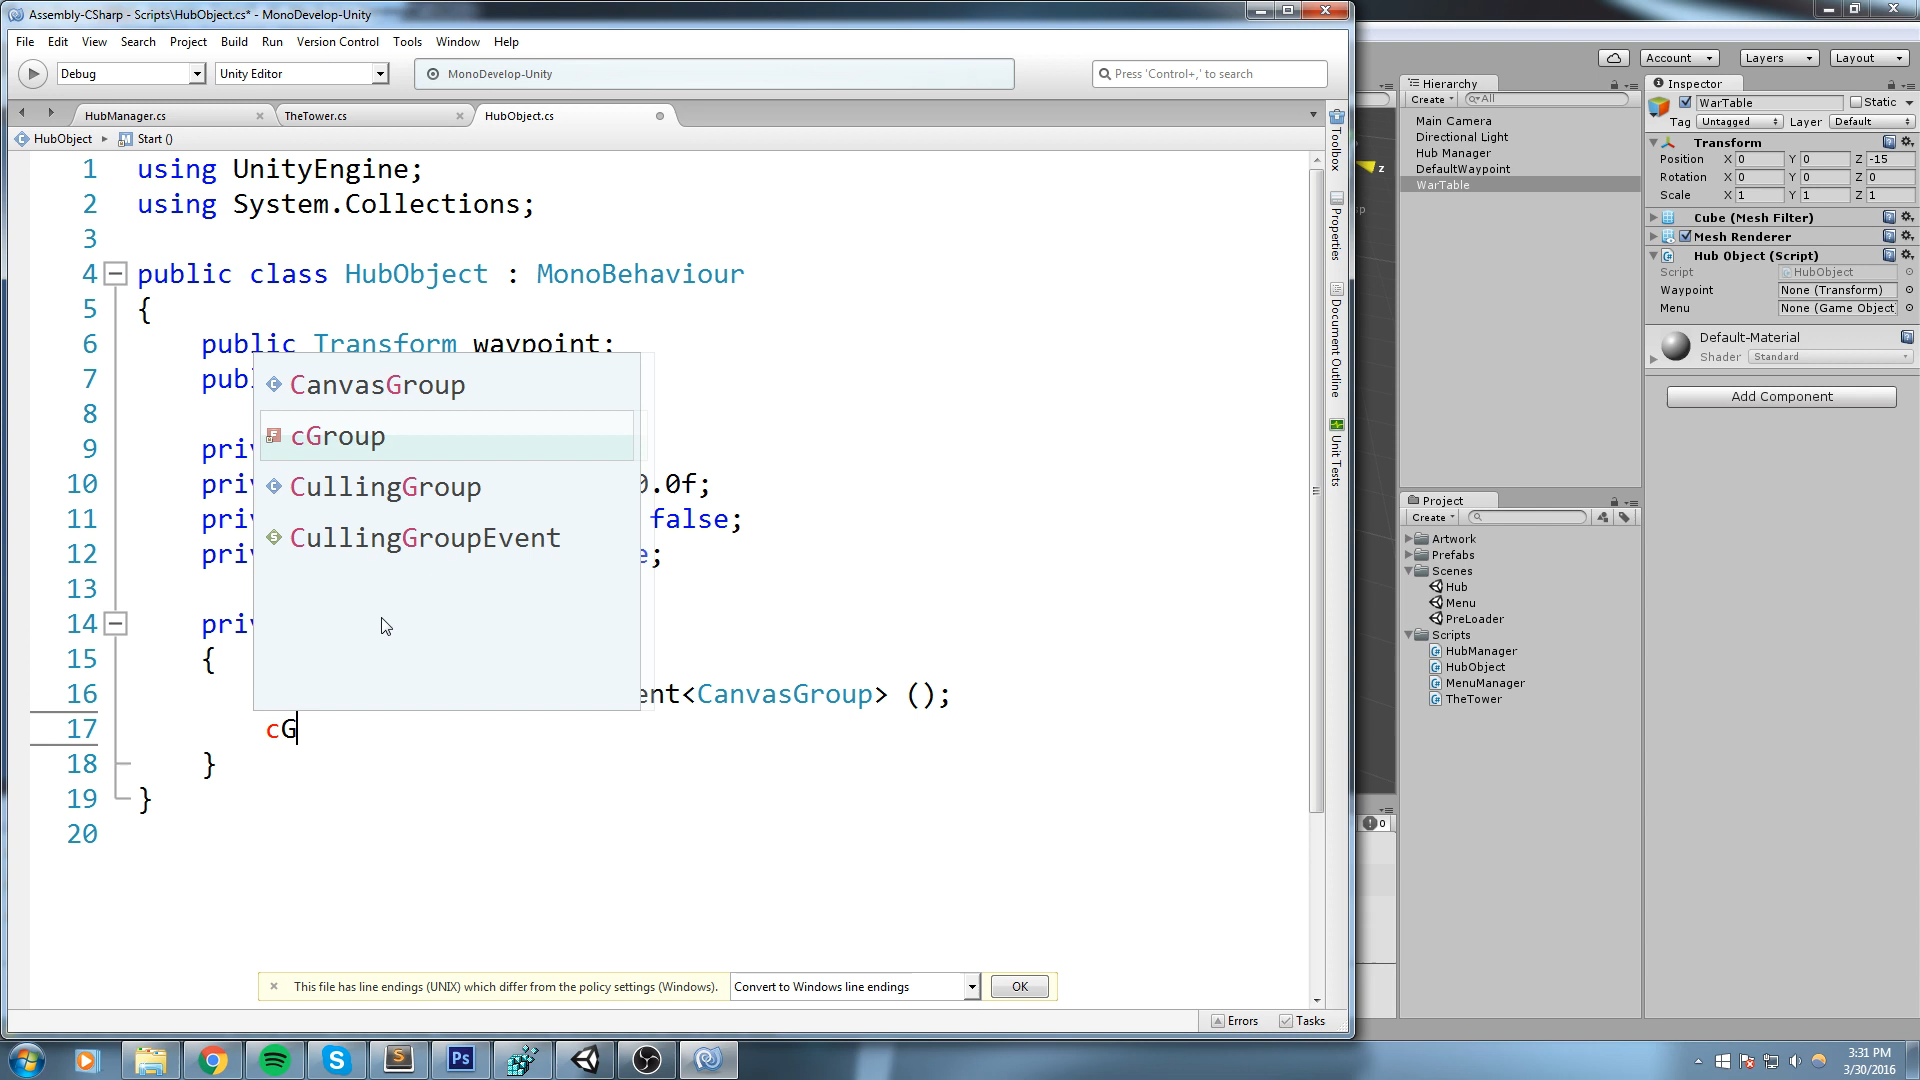 Assembly-CSharp - Scripts\HubObject.cs* - MonoDevelop-Unity
File Edit View Search Project Build Run Version Control Tools Window Help
Debug
Unity Editor
MonoDevelop-Unity
Press 'Control+,' to search
HubManager.cs
TheTower.cs
HubObject.cs
HubObject
Start ()
1 using UnityEngine;
2 using System.Collections;
3
4 public class HubObject : MonoBehaviour
5 {
6 public Transform waypoint;
7 pub
8
9 pri
10 pri 0.0f;
11 pri false;
12 pri e;
13
14 pri
15 {
16 ent<CanvasGroup> ();
17 cG
18 }
19 }
20
CanvasGroup
cGroup
CullingGroup
CullingGroupEvent
This file has line endings (UNIX) which differ from the policy settings (Windows).
Convert to Windows line endings
OK
Errors
Tasks
Toolbox
Properties
Document Outline
Unit Tests
z
0
Account
Layers
Layout
Hierarchy
Create
All
Main Camera
Directional Light
Hub Manager
DefaultWaypoint
WarTable
Project
Create
Artwork
Prefabs
Scenes
Hub
Menu
PreLoader
Scripts
HubManager
HubObject
MenuManager
TheTower
Inspector
WarTable
Static
Tag Untagged Layer Default
Transform
Position X 0 Y 0 Z -15
Rotation X 0 Y 0 Z 0
Scale X 1 Y 1 Z 1
Cube (Mesh Filter)
Mesh Renderer
Hub Object (Script)
Script HubObject
Waypoint None (Transform)
Menu None (Game Object
Default-Material
Shader Standard
Add Component
3:31 PM
3/30/2016